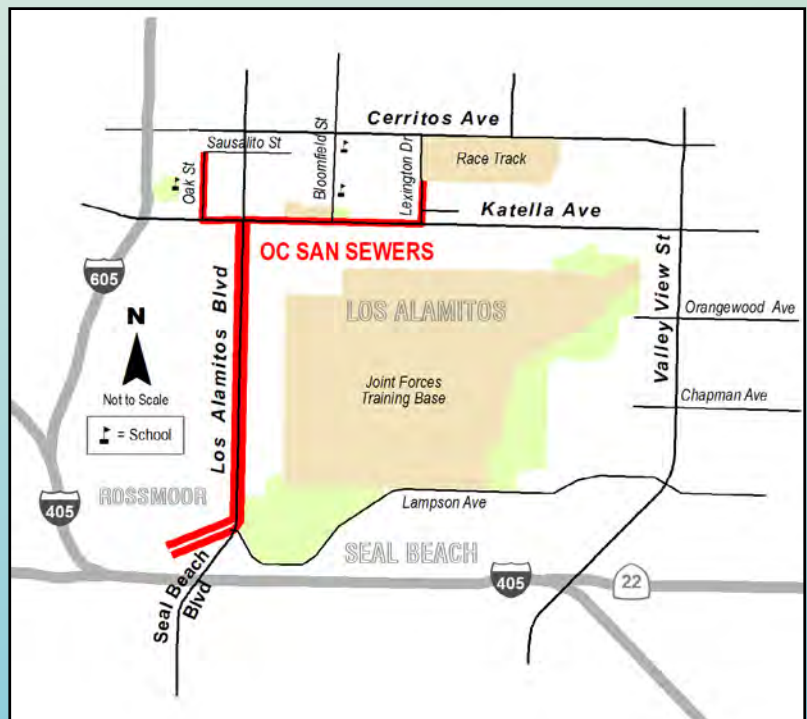 Cerritos Ave
Sausalito St
Bloomfield St
Lexington Dr
Race Track
Oak St
Katella Ave
OC SAN SEWERS
605
Los Alamitos Blvd
LOS ALAMITOS
Valley View St
Orangewood Ave
N
Not to Scale
= School
Joint Forces
Training Base
Chapman Ave
ROSSMOOR
405
Lampson Ave
SEAL BEACH
Seal Beach
Blvd
405
22